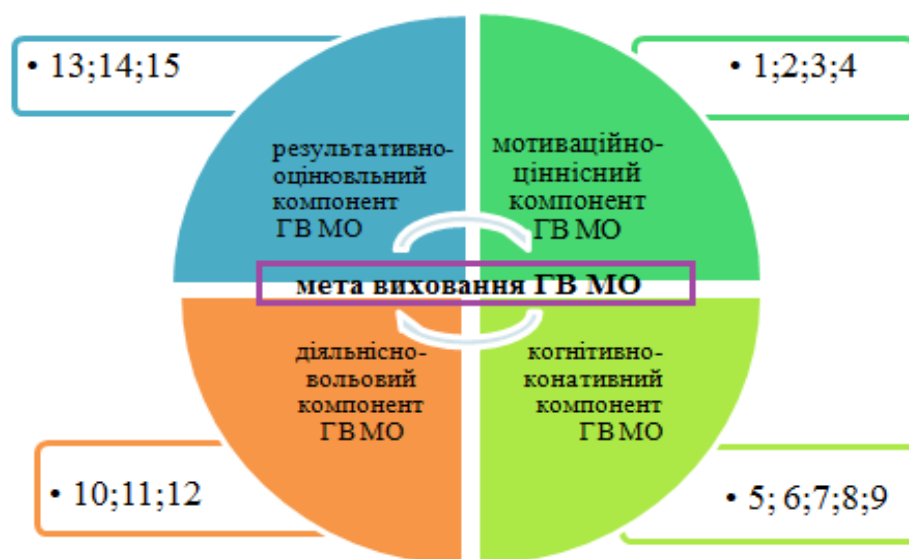 • 13;14;15
• 1;2;3;4
результативно-
оцінювльний
компонент
ГВ МО
мотиваційно-
ціннісний
компонент
ГВ МО
мета виховання ГВ МО
діяльнісно-
вольовий
компонент
ГВ МО
когнітивно-
конативний
компонент
ГВ МО
• 10;11;12
• 5; 6;7;8;9